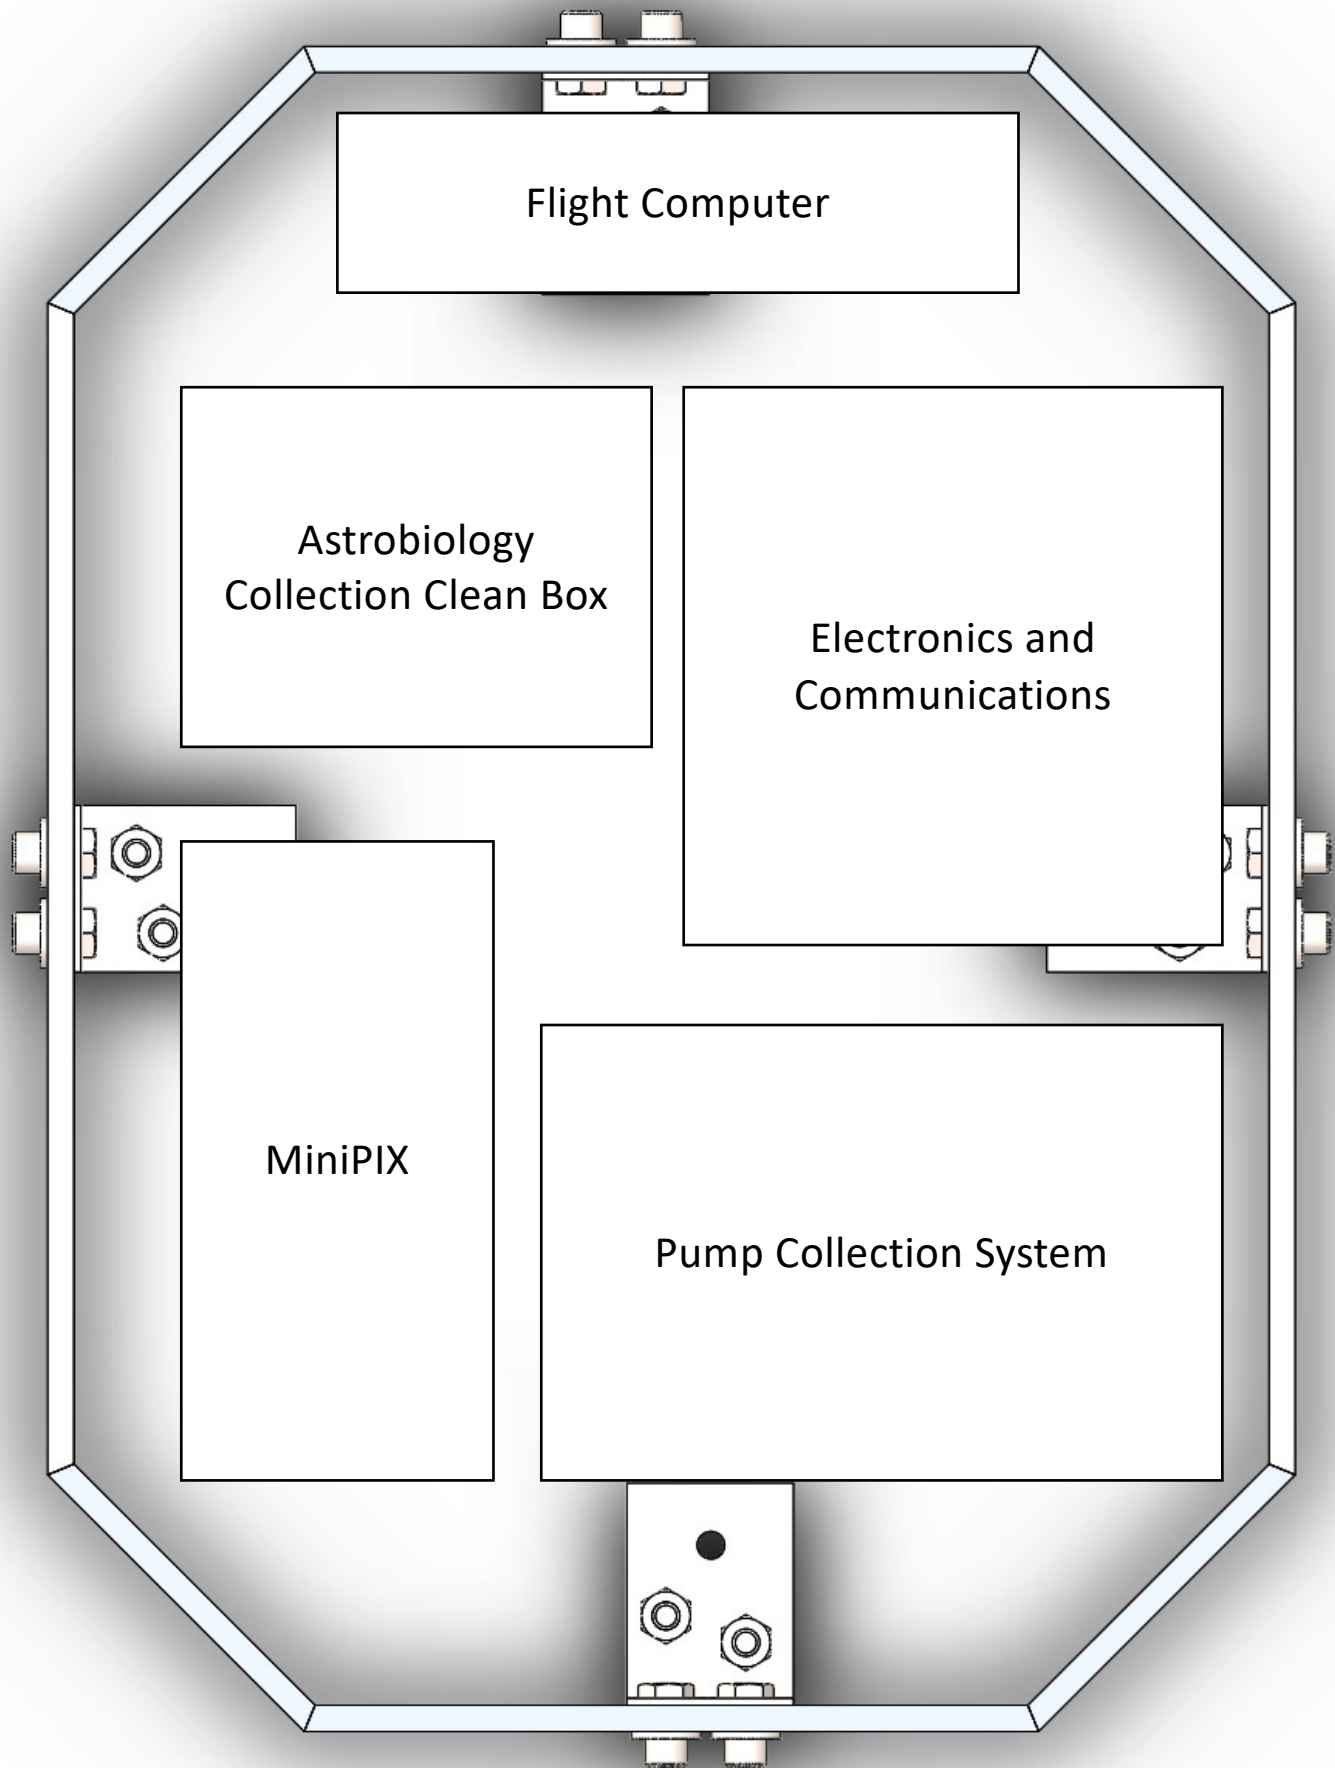 Flight Computer
Astrobiology
Collection Clean Box
Electronics and
Communications
MiniPIX
Pump Collection System